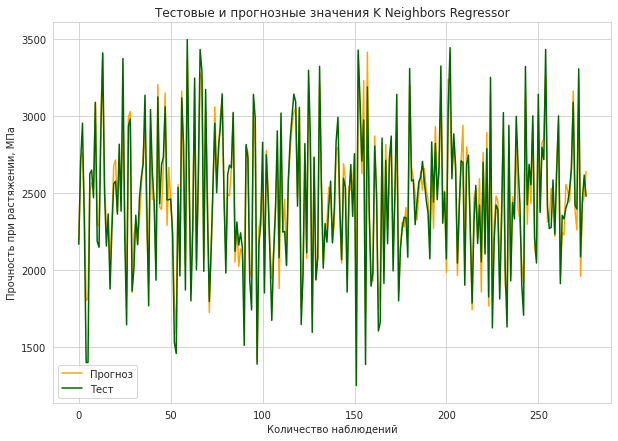 Тестовые и прогнозные значения K Neighbors Regressor
Прочность при растяжении, МПа
3500
3000
2500
2000
1500
Прогноз
Тест
0
50
100
150
200
250
Количество наблюдений